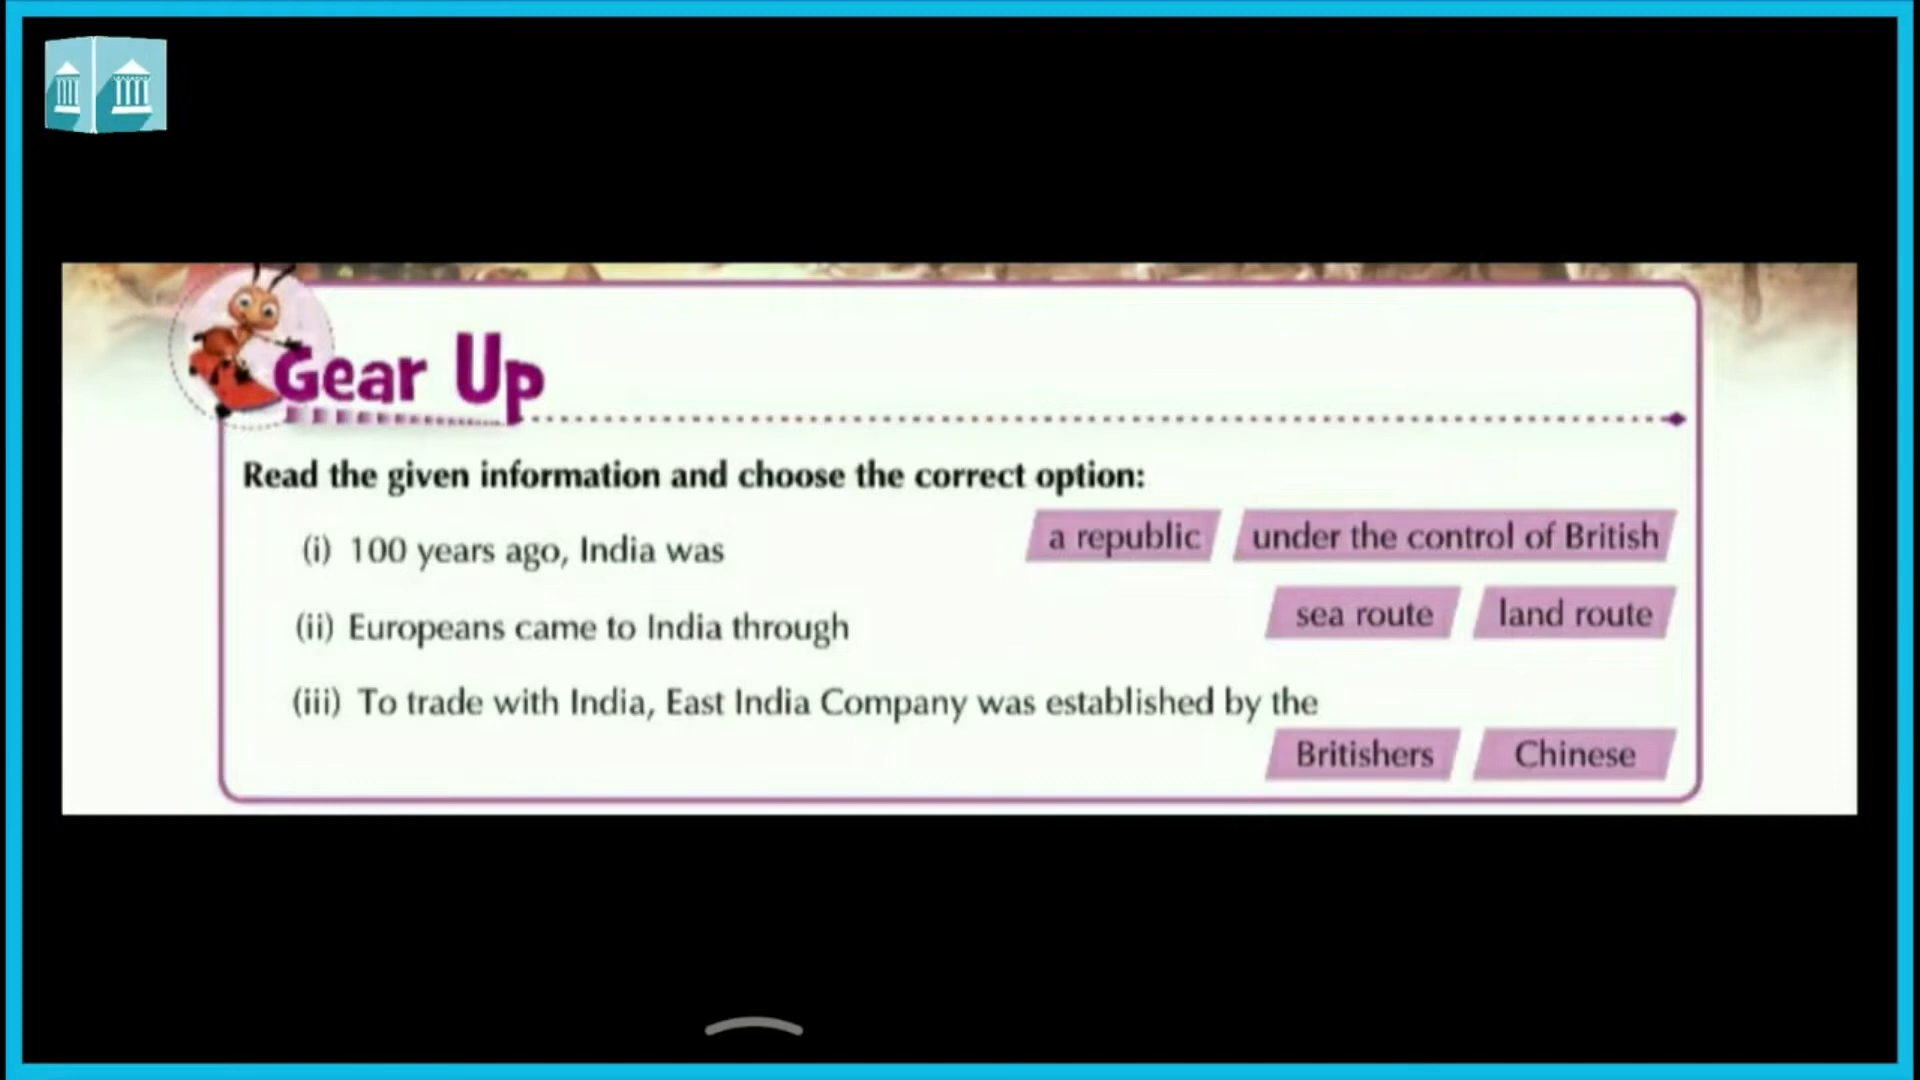 Gear Up
Read the given information and choose the correct option:
(i) 100 years ago, India was a republic under the control of British
(ii) Europeans came to India through sea route land route
(iii) To trade with India, East India Company was established by the
Britishers Chinese